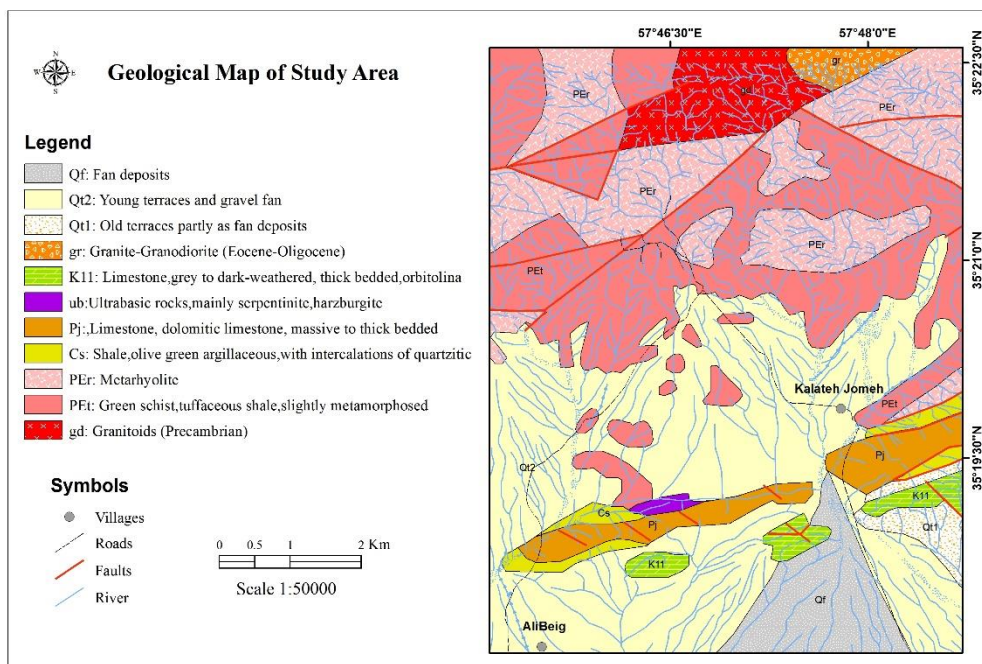 57°46'30"E
57°48'0"E
N
W
E
S
Geological Map of Study Area
35°22'30"N
35°21'0"N
35°19'30"N
Legend
Qf: Fan deposits
Qt2: Young terraces and gravel fan
Qt1: Old terraces partly as fan deposits
gr: Granite-Granodiorite (Eocene-Oligocene)
K11: Limestone,grey to dark-weathered, thick bedded,orbitolina
ub:Ultrabasic rocks,mainly serpentinite,harzburgite
Pj:,Limestone, dolomitic limestone, massive to thick bedded
Cs: Shale,olive green argillaceous,with intercalations of quartzitic
PEr: Metarhyolite
PEt: Green schist,tuffaceous shale,slightly metamorphosed
gd: Granitoids (Precambrian)
Symbols
Villages
Roads
Faults
River
0 0.5 1 2 Km
Scale 1:50000
gr
PEr
PEr
PEr
PEr
PEt
Kalateh Jomeh
PEt
Pj
Qt2
K11
Cs
Pj
Qt1
K11
Qf
AliBeig